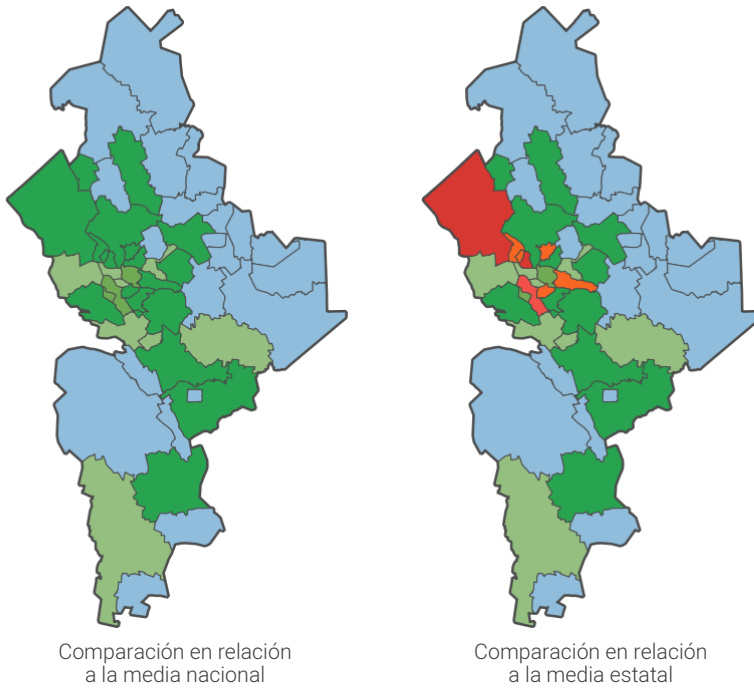 Comparación en relación
a la media nacional
Comparación en relación
a la media estatal